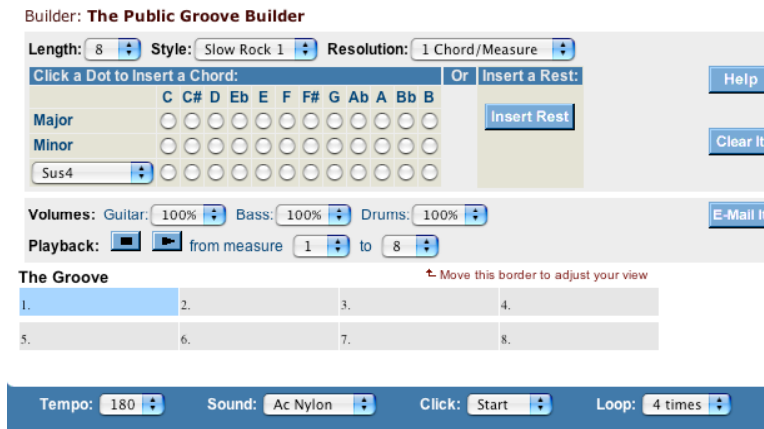 Builder: The Public Groove Builder
Length: 8 Style: Slow Rock 1 Resolution: 1 Chord/Measure
Click a Dot to Insert a Chord: Or Insert a Rest:
Help
C C# D Eb E F F# G Ab A Bb B
Major Insert Rest
Minor Clear It
Sus4
Volumes: Guitar: 100% Bass: 100% Drums: 100% E-Mail It
Playback: from measure 1 to 8
The Groove Move this border to adjust your view
1. 2. 3. 4.
5. 6. 7. 8.
Tempo: 180 Sound: Ac Nylon Click: Start Loop: 4 times